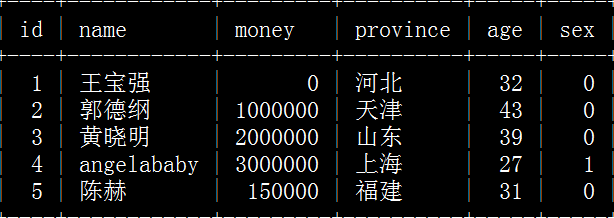 id name money province age sex
1 王宝强 0 河北 32 0
2 郭德纲 1000000 天津 43 0
3 黄晓明 2000000 山东 39 0
4 angelababy 3000000 上海 27 1
5 陈赫 150000 福建 31 0